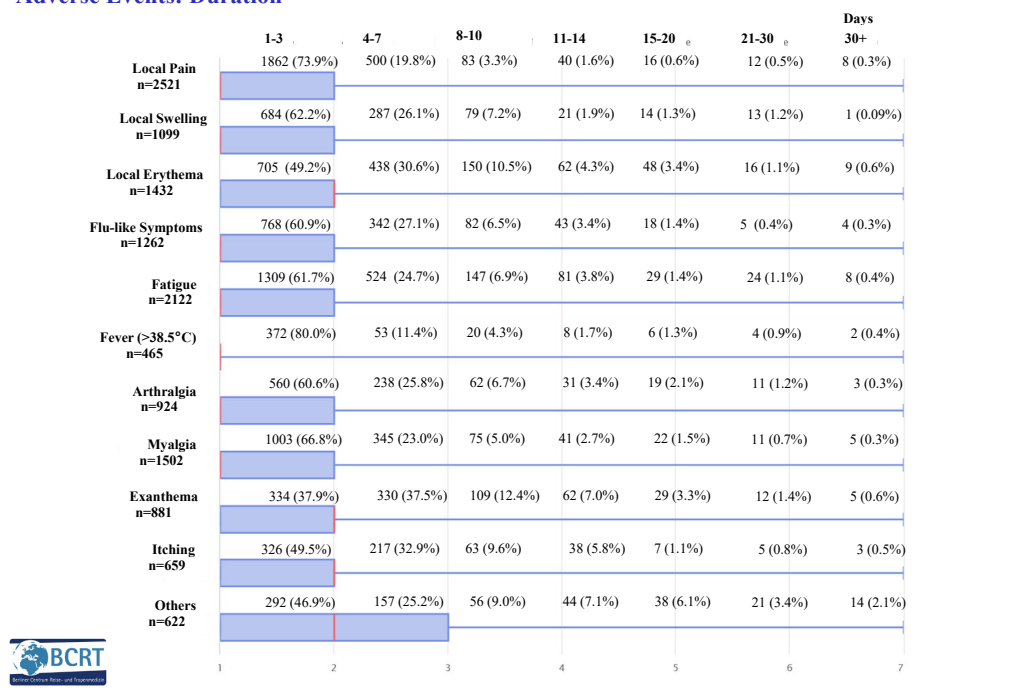 Adverse Events: Duration
Days
1-3 4-7 8-10 11-14 15-20 e 21-30 e 30+
Local Pain
n=2521
1862 (73.9%) 500 (19.8%) 83 (3.3%) 40 (1.6%) 16 (0.6%) 12 (0.5%) 8 (0.3%)
Local Swelling
n=1099
684 (62.2%) 287 (26.1%) 79 (7.2%) 21 (1.9%) 14 (1.3%) 13 (1.2%) 1 (0.09%)
Local Erythema
n=1432
705 (49.2%) 438 (30.6%) 150 (10.5%) 62 (4.3%) 48 (3.4%) 16 (1.1%) 9 (0.6%)
Flu-like Symptoms
n=1262
768 (60.9%) 342 (27.1%) 82 (6.5%) 43 (3.4%) 18 (1.4%) 5 (0.4%) 4 (0.3%)
Fatigue
n=2122
1309 (61.7%) 524 (24.7%) 147 (6.9%) 81 (3.8%) 29 (1.4%) 24 (1.1%) 8 (0.4%)
Fever (>38.5°C)
n=465
372 (80.0%) 53 (11.4%) 20 (4.3%) 8 (1.7%) 6 (1.3%) 4 (0.9%) 2 (0.4%)
Arthralgia
n=924
560 (60.6%) 238 (25.8%) 62 (6.7%) 31 (3.4%) 19 (2.1%) 11 (1.2%) 3 (0.3%)
Myalgia
n=1502
1003 (66.8%) 345 (23.0%) 75 (5.0%) 41 (2.7%) 22 (1.5%) 11 (0.7%) 5 (0.3%)
Exanthema
n=881
334 (37.9%) 330 (37.5%) 109 (12.4%) 62 (7.0%) 29 (3.3%) 12 (1.4%) 5 (0.6%)
Itching
n=659
326 (49.5%) 217 (32.9%) 63 (9.6%) 38 (5.8%) 7 (1.1%) 5 (0.8%) 3 (0.5%)
Others
n=622
292 (46.9%) 157 (25.2%) 56 (9.0%) 44 (7.1%) 38 (6.1%) 21 (3.4%) 14 (2.1%)
1 2 3 4 5 6 7
BCRT
Berliner Centrum Reise- und Tropenmedizin